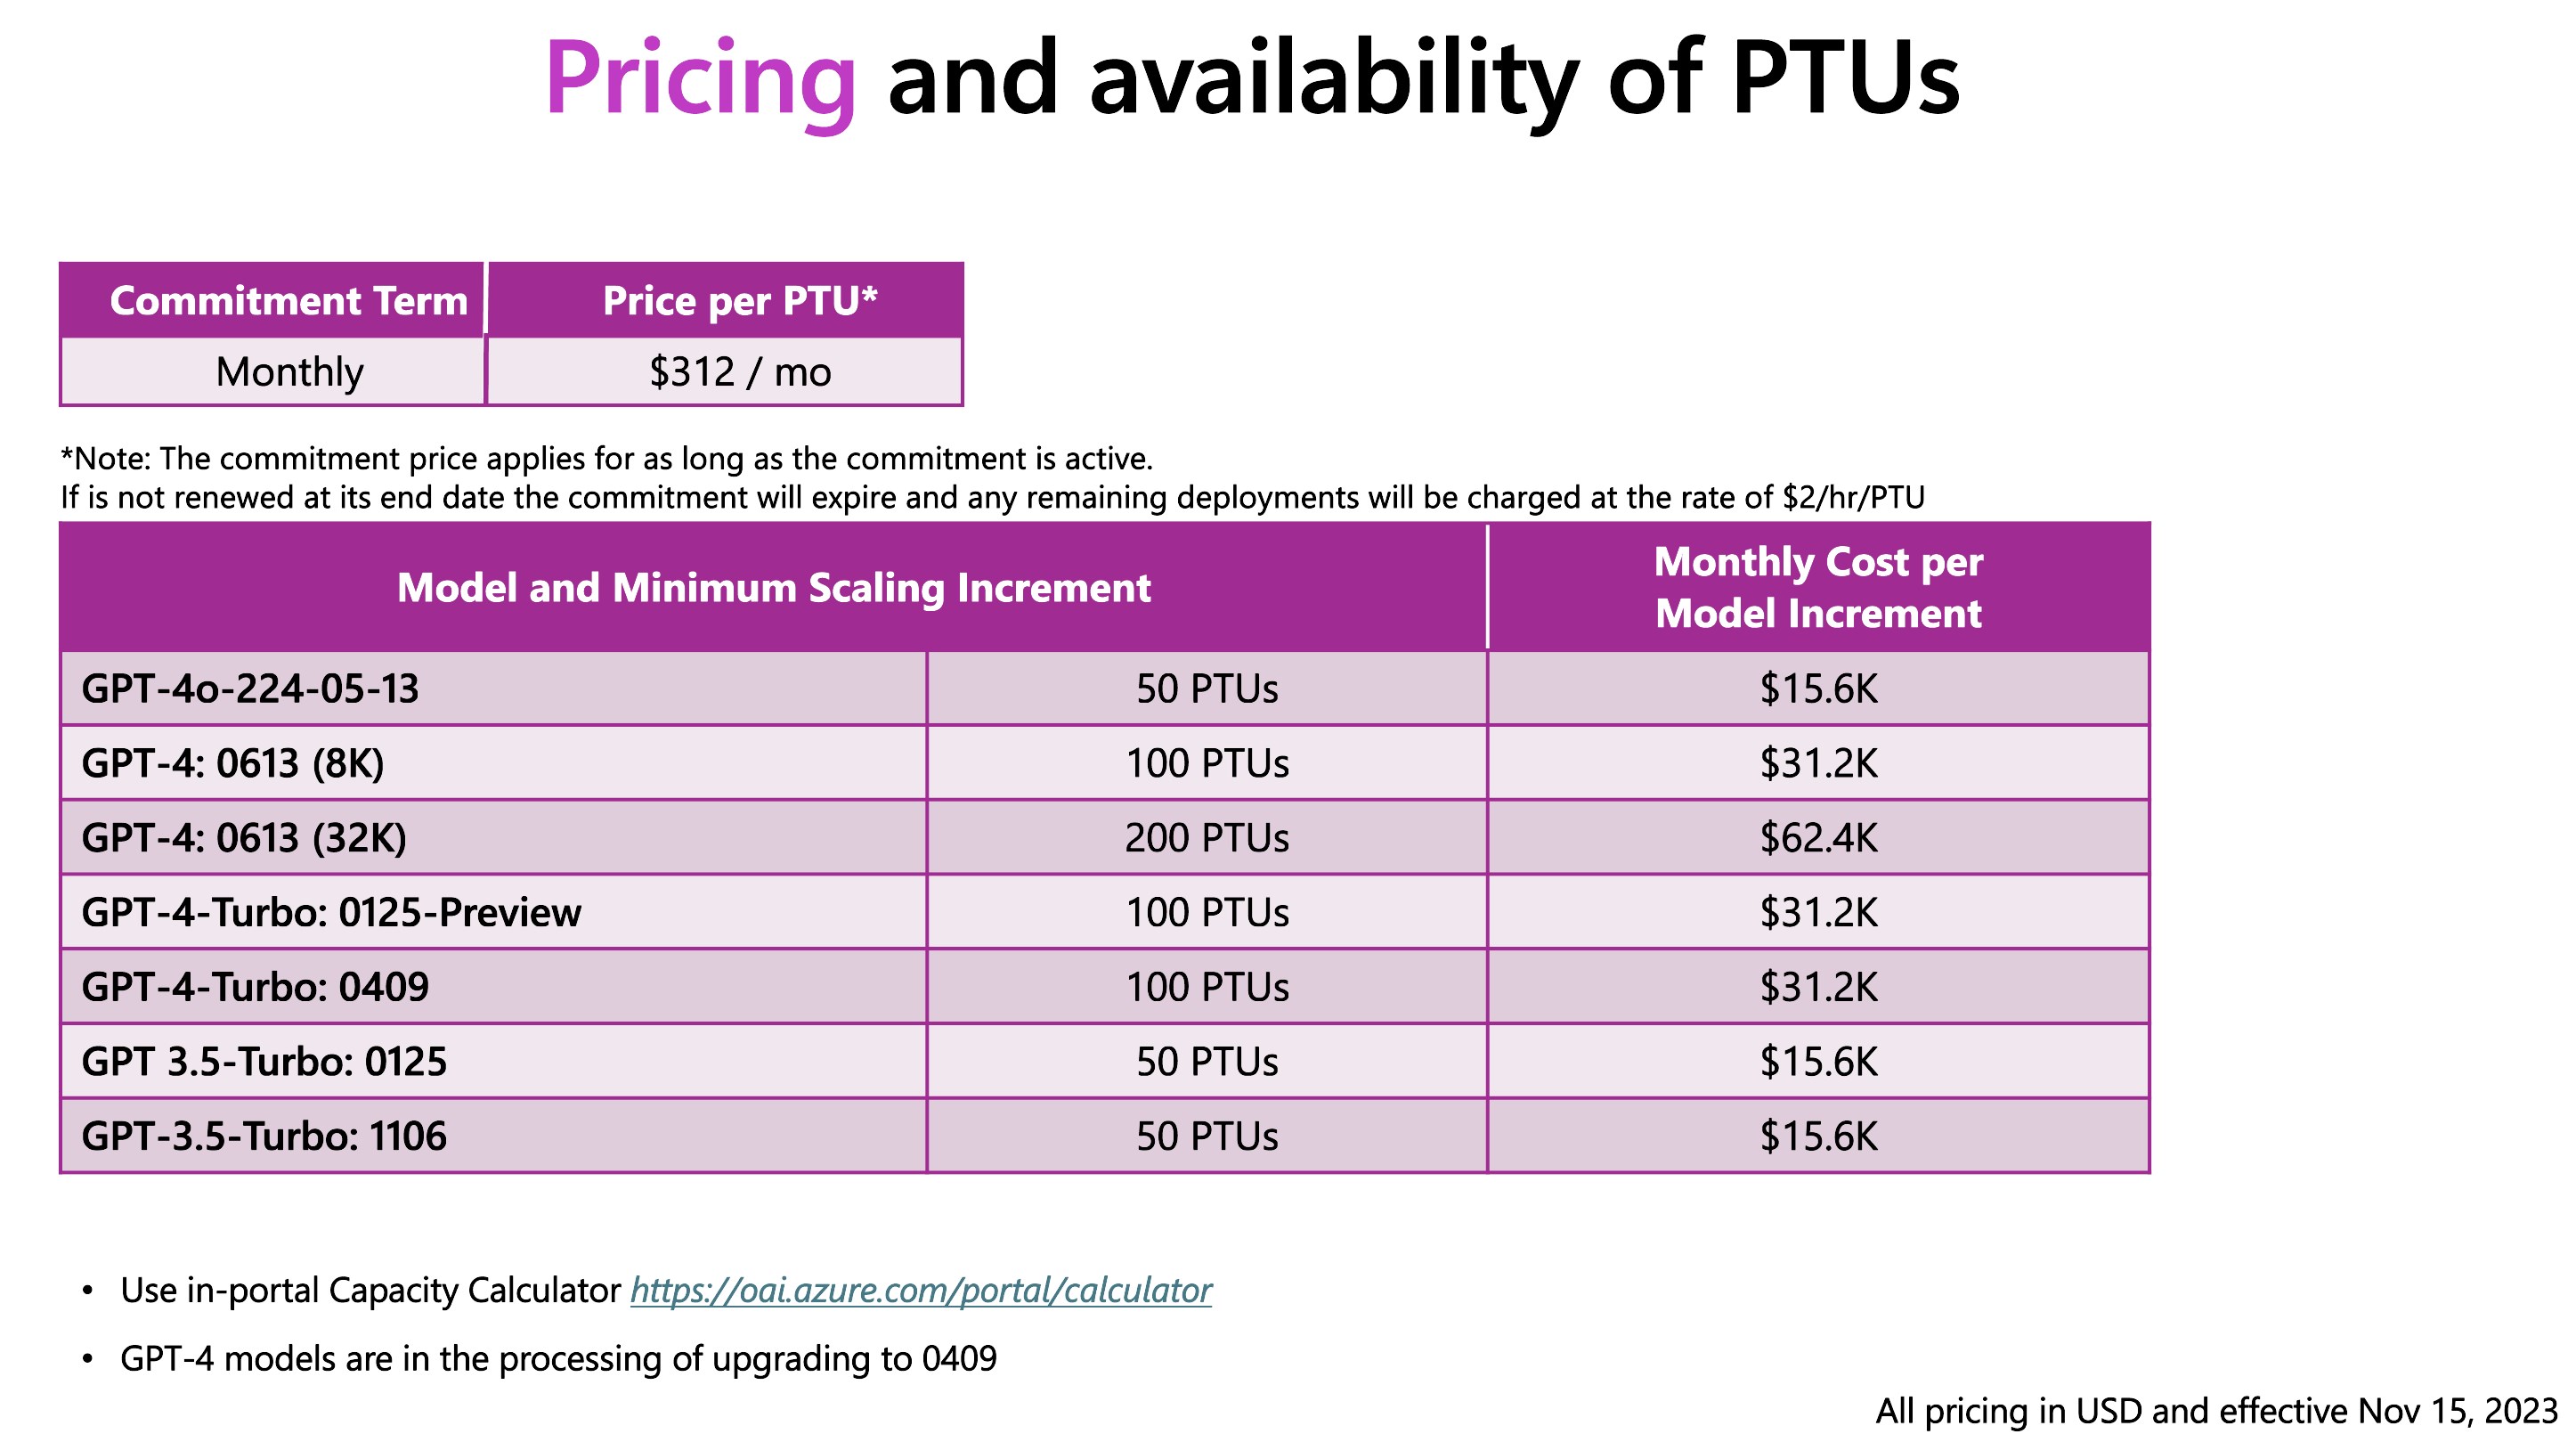 Pricing and availability of PTUs
Commitment Term Price per PTU*
Monthly $312 / mo
*Note: The commitment price applies for as long as the commitment is active.
If is not renewed at its end date the commitment will expire and any remaining deployments will be charged at the rate of $2/hr/PTU
Model and Minimum Scaling Increment Monthly Cost per
Model Increment
GPT-4o-224-05-13 50 PTUs $15.6K
GPT-4: 0613 (8K) 100 PTUs $31.2K
GPT-4: 0613 (32K) 200 PTUs $62.4K
GPT-4-Turbo: 0125-Preview 100 PTUs $31.2K
GPT-4-Turbo: 0409 100 PTUs $31.2K
GPT 3.5-Turbo: 0125 50 PTUs $15.6K
GPT-3.5-Turbo: 1106 50 PTUs $15.6K
• Use in-portal Capacity Calculator https://oai.azure.com/portal/calculator
• GPT-4 models are in the processing of upgrading to 0409
All pricing in USD and effective Nov 15, 2023